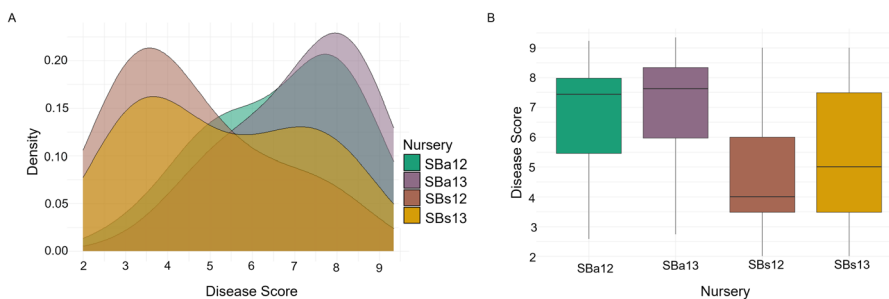 A
Density
0.20
0.15
0.10
0.05
0.00
2 3 4 5 6 7 8 9
Disease Score
Nursery
SBa12
SBa13
SBs12
SBs13
B
Disease Score
9
8
7
6
5
4
3
2
SBa12 SBa13 SBs12 SBs13
Nursery